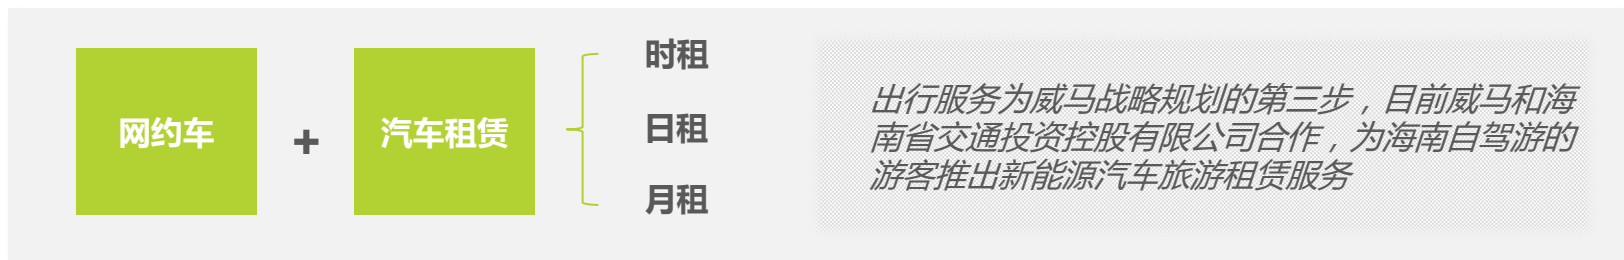 网约车
+
汽车租赁
时租
日租
月租
出行服务为威马战略规划的第三步，目前威马和海
南省交通投资控股有限公司合作，为海南自驾游的
游客推出新能源汽车旅游租赁服务